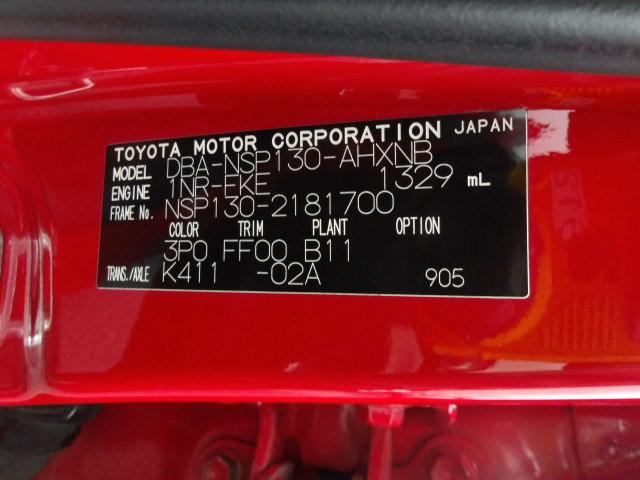 TOYOTA MOTOR CORPORATION JAPAN
MODEL DBA-NSP130-AHXNB
ENGINE 1NR-FKE 1329 mL
FRAME No. NSP130-2181700
COLOR TRIM PLANT OPTION
3P0 FF00 B11
TRANS./AXLE K411 -02A 905